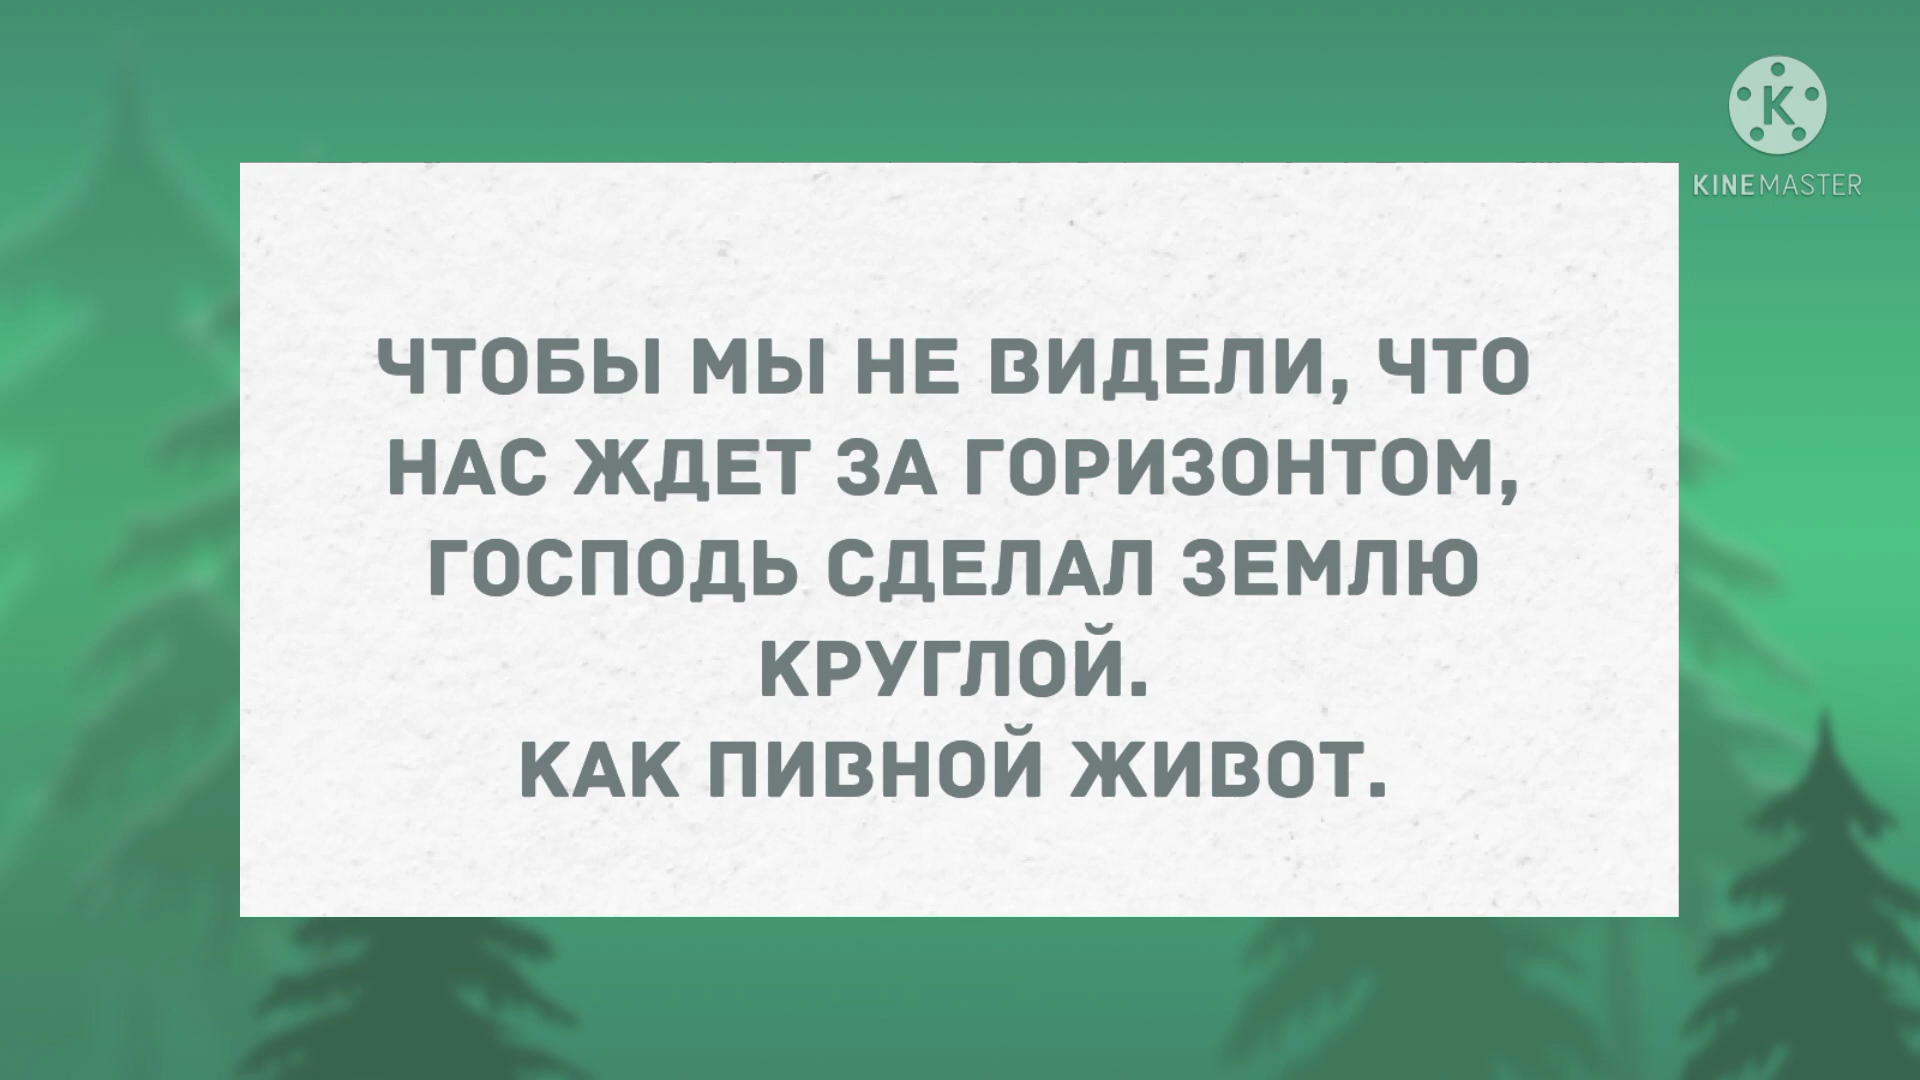 K
KINEMASTER
ЧТОБЫ МЫ НЕ ВИДЕЛИ, ЧТО
НАС ЖДЕТ ЗА ГОРИЗОНТОМ,
ГОСПОДЬ СДЕЛАЛ ЗЕМЛЮ
КРУГЛОЙ.
КАК ПИВНОЙ ЖИВОТ.